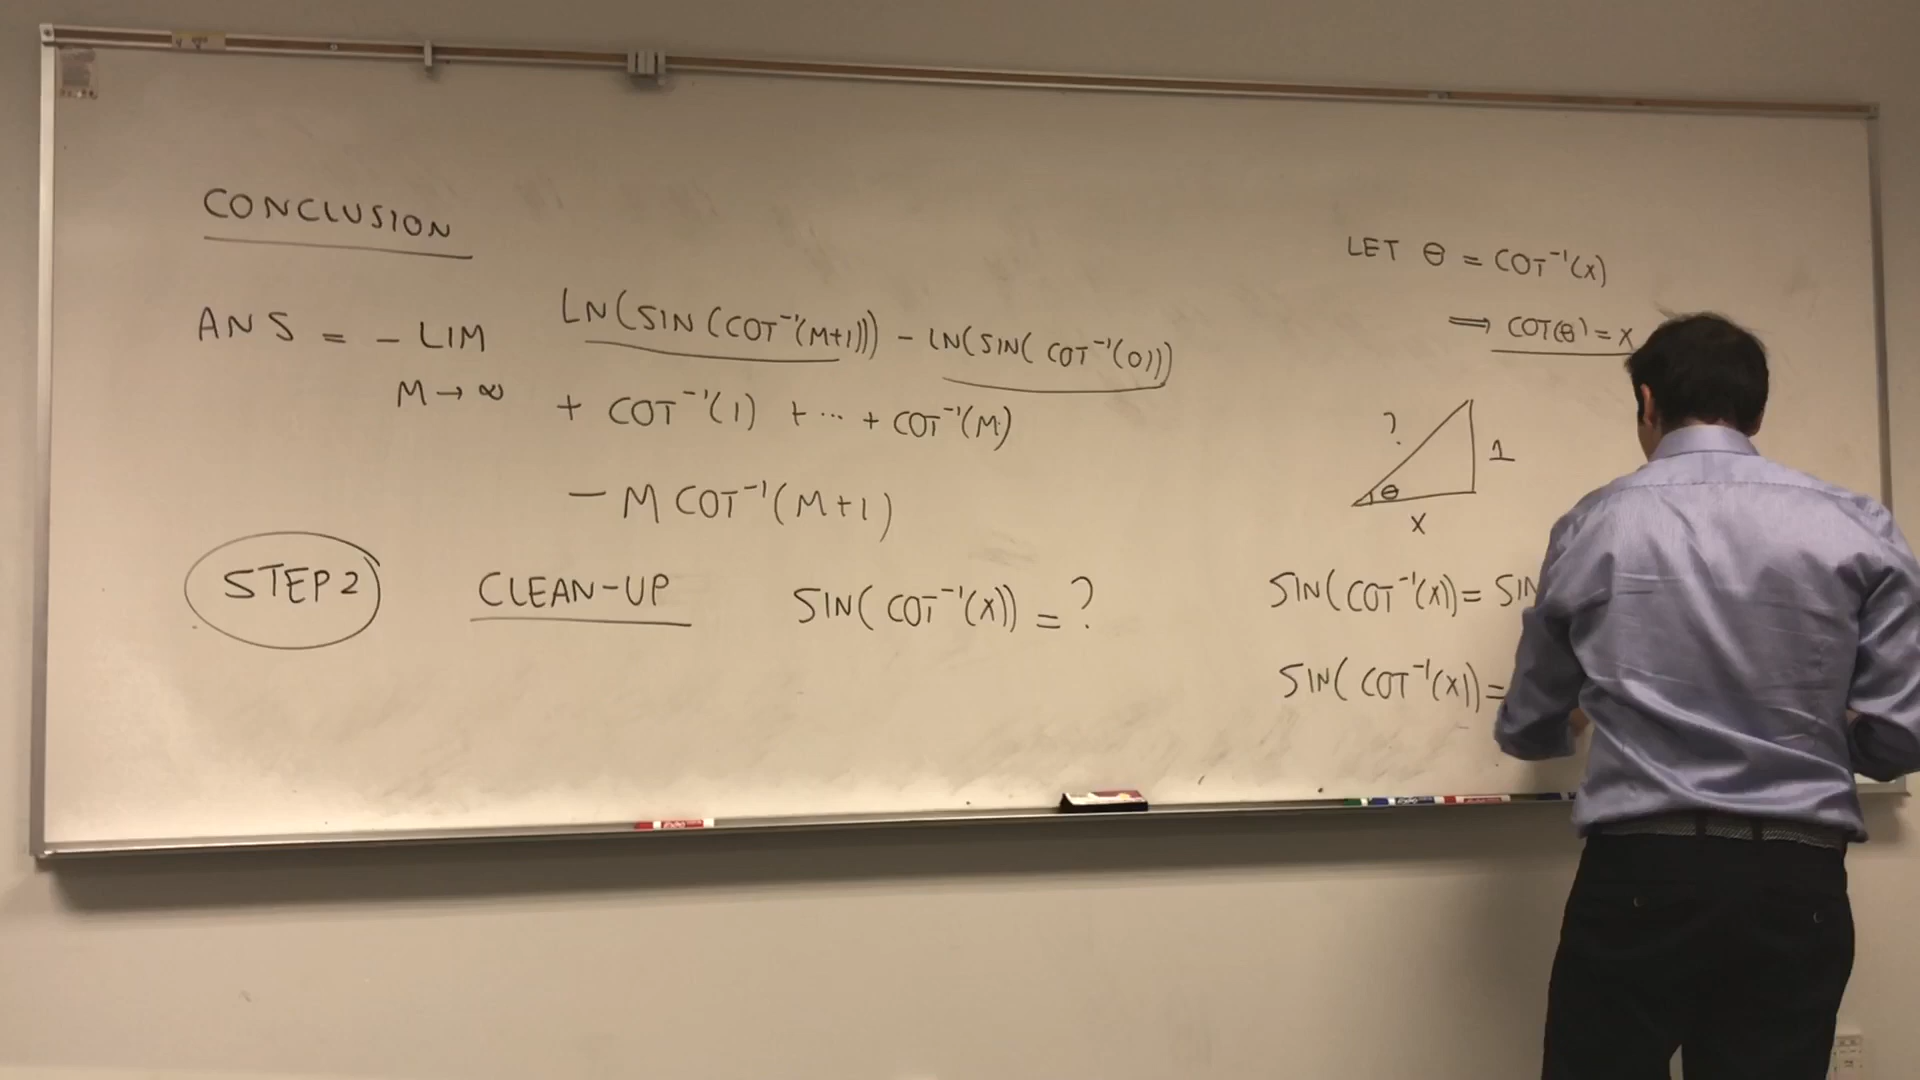 CONCLUSION
ANS = - LIM LN(SIN(COT⁻¹(M+1))) - LN(SIN(COT⁻¹(0)))
M → ∞ + COT⁻¹(1) + ... + COT⁻¹(M)
- M COT⁻¹(M+1)
STEP 2 CLEAN-UP SIN(COT⁻¹(X)) = ?
LET θ = COT⁻¹(X)
⟹ COT(θ) = X
?
1
θ
X
SIN(COT⁻¹(X)) = SIN
SIN(COT⁻¹(X)) =